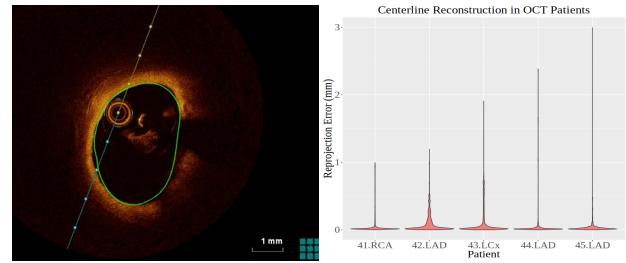 1 mm
Centerline Reconstruction in OCT Patients
Reprojection Error (mm)
3
2
1
0
41.RCA 42.LAD 43.LCx 44.LAD 45.LAD
Patient